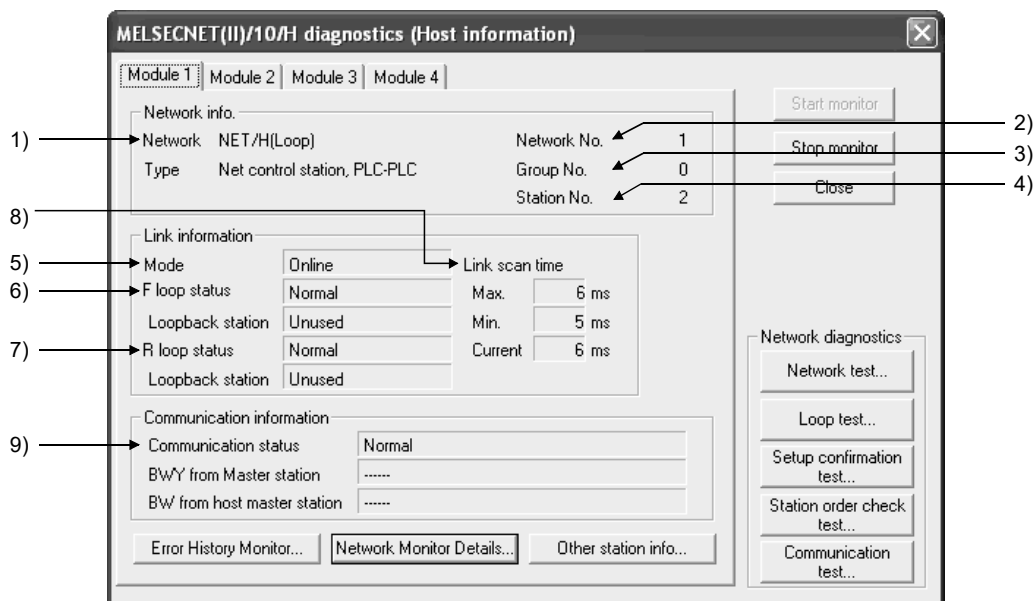 MELSECNET(II)/10/H diagnostics (Host information)
Module 1 Module 2 Module 3 Module 4
Start monitor
Stop monitor
Close
Network info.
1) Network NET/H(Loop)
Type Net control station, PLC-PLC
Network No. 1 2)
Group No. 0 3)
Station No. 2 4)
8)
Link information
5) Mode Online
6) F loop status Normal
Loopback station Unused
7) R loop status Normal
Loopback station Unused
Link scan time
Max. 6 ms
Min. 5 ms
Current 6 ms
Communication information
9) Communication status Normal
BWY from Master station ------
BW from host master station ------
Error History Monitor... Network Monitor Details... Other station info...
Network diagnostics
Network test...
Loop test...
Setup confirmation
test...
Station order check
test...
Communication
test...